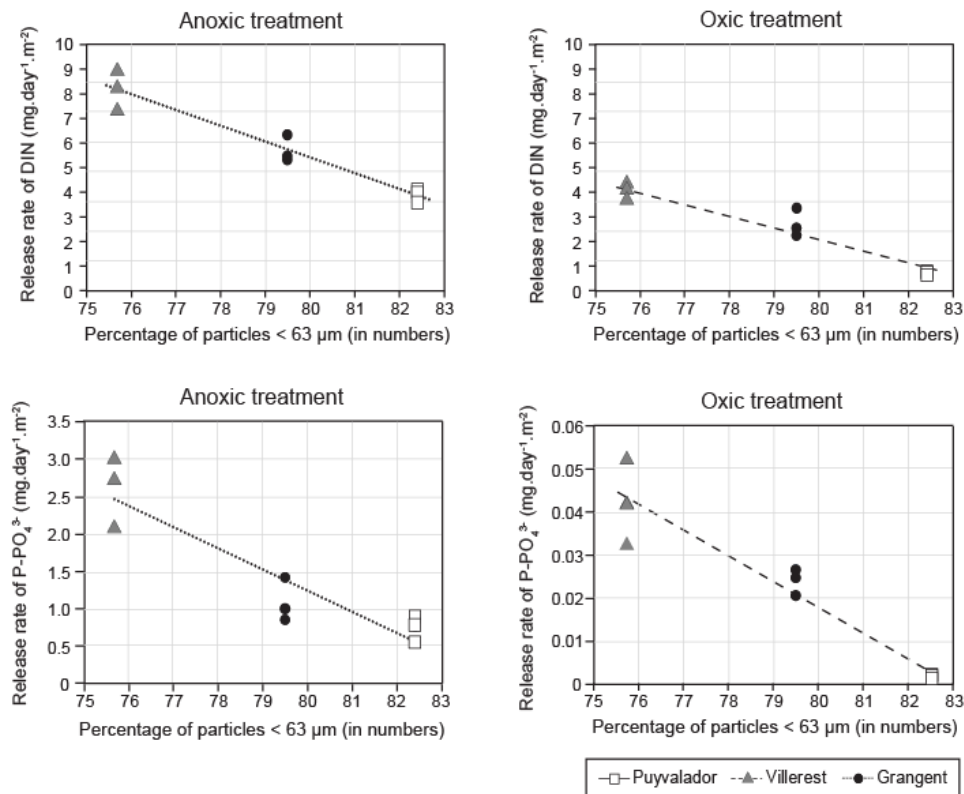 Anoxic treatment
Release rate of DIN (mg.day⁻¹.m⁻²)
10
9
8
7
6
5
4
3
2
1
0
75 76 77 78 79 80 81 82 83
Percentage of particles < 63 µm (in numbers)
Oxic treatment
Release rate of DIN (mg.day⁻¹.m⁻²)
10
9
8
7
6
5
4
3
2
1
0
75 76 77 78 79 80 81 82 83
Percentage of particles < 63 µm (in numbers)
Anoxic treatment
Release rate of P-PO₄³⁻ (mg.day⁻¹.m⁻²)
3.5
3.0
2.5
2.0
1.5
1.0
0.5
0
75 76 77 78 79 80 81 82 83
Percentage of particles < 63 µm (in numbers)
Oxic treatment
Release rate of P-PO₄³⁻ (mg.day⁻¹.m⁻²)
0.06
0.05
0.04
0.03
0.02
0.01
0
75 76 77 78 79 80 81 82 83
Percentage of particles < 63 µm (in numbers)
Puyvalador Villerest Grangent